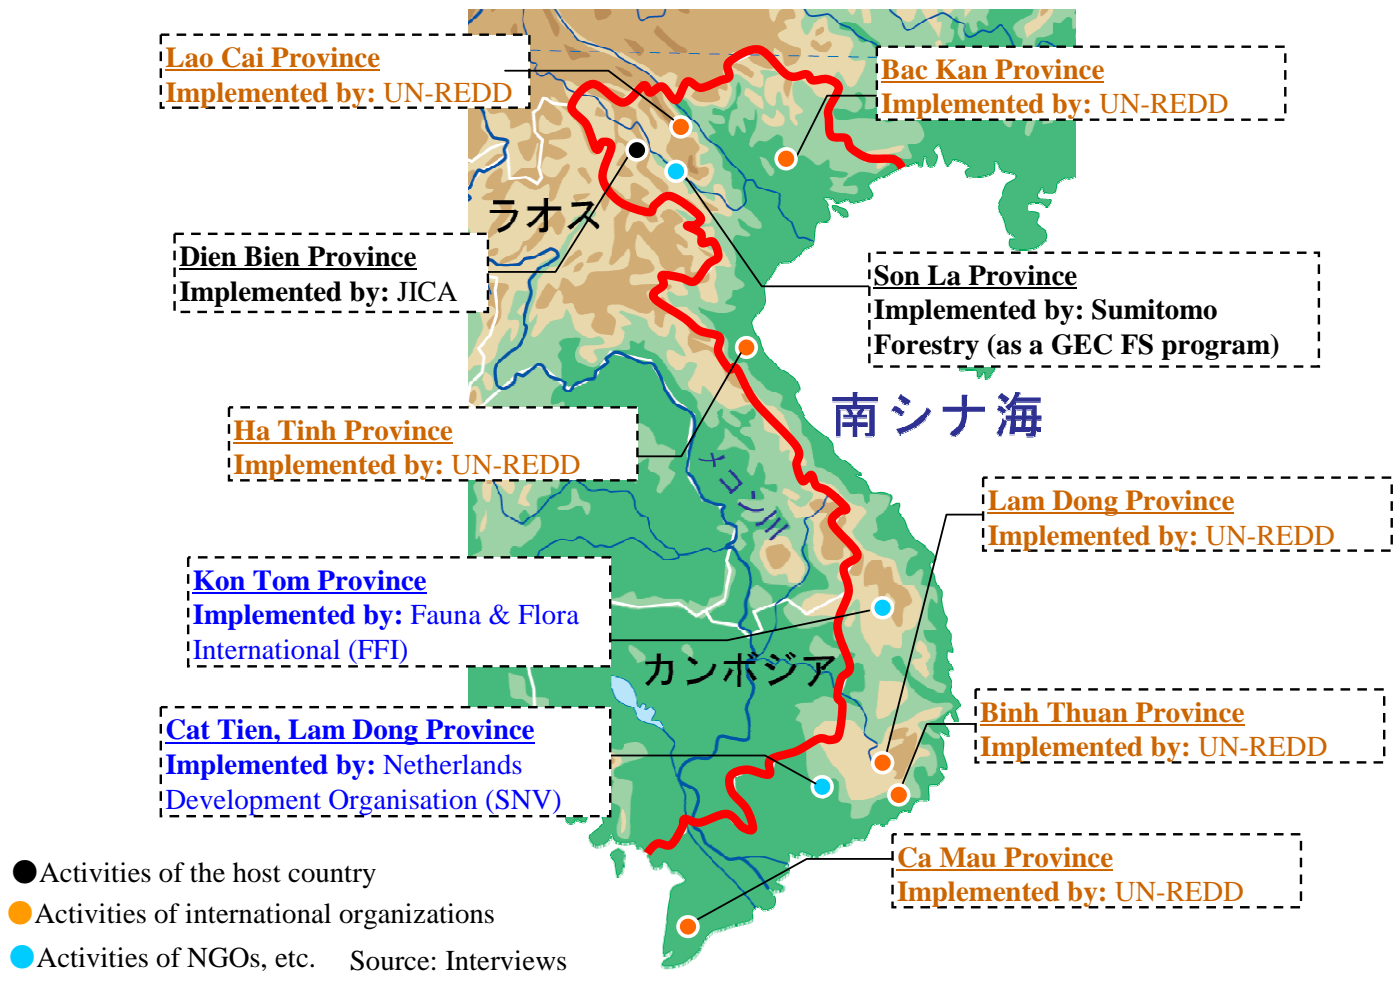 Lao Cai Province
Implemented by: UN-REDD
Bac Kan Province
Implemented by: UN-REDD
ラオス
Dien Bien Province
Implemented by: JICA
Son La Province
Implemented by: Sumitomo
Forestry (as a GEC FS program)
南シナ海
Ha Tinh Province
Implemented by: UN-REDD
メコン川
Lam Dong Province
Implemented by: UN-REDD
Kon Tom Province
Implemented by: Fauna & Flora
International (FFI)
カンボジア
Cat Tien, Lam Dong Province
Implemented by: Netherlands
Development Organisation (SNV)
Binh Thuan Province
Implemented by: UN-REDD
Ca Mau Province
Implemented by: UN-REDD
Activities of the host country
Activities of international organizations
Activities of NGOs, etc.
Source: Interviews